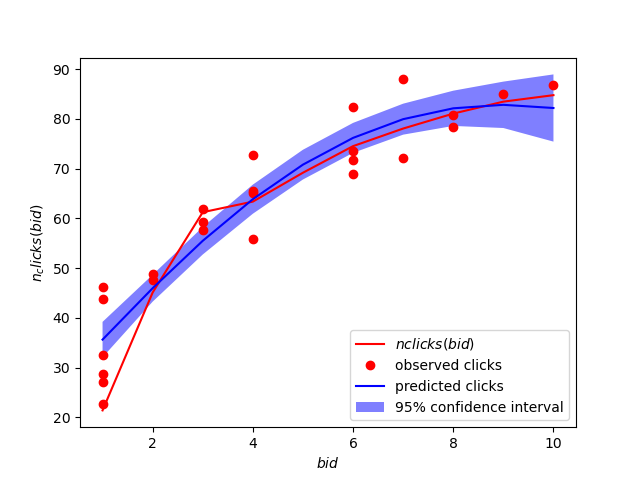 90
80
70
60
50
40
30
20
n_clicks(bid)
2
4
6
8
10
bid
nclicks(bid)
observed clicks
predicted clicks
95% confidence interval